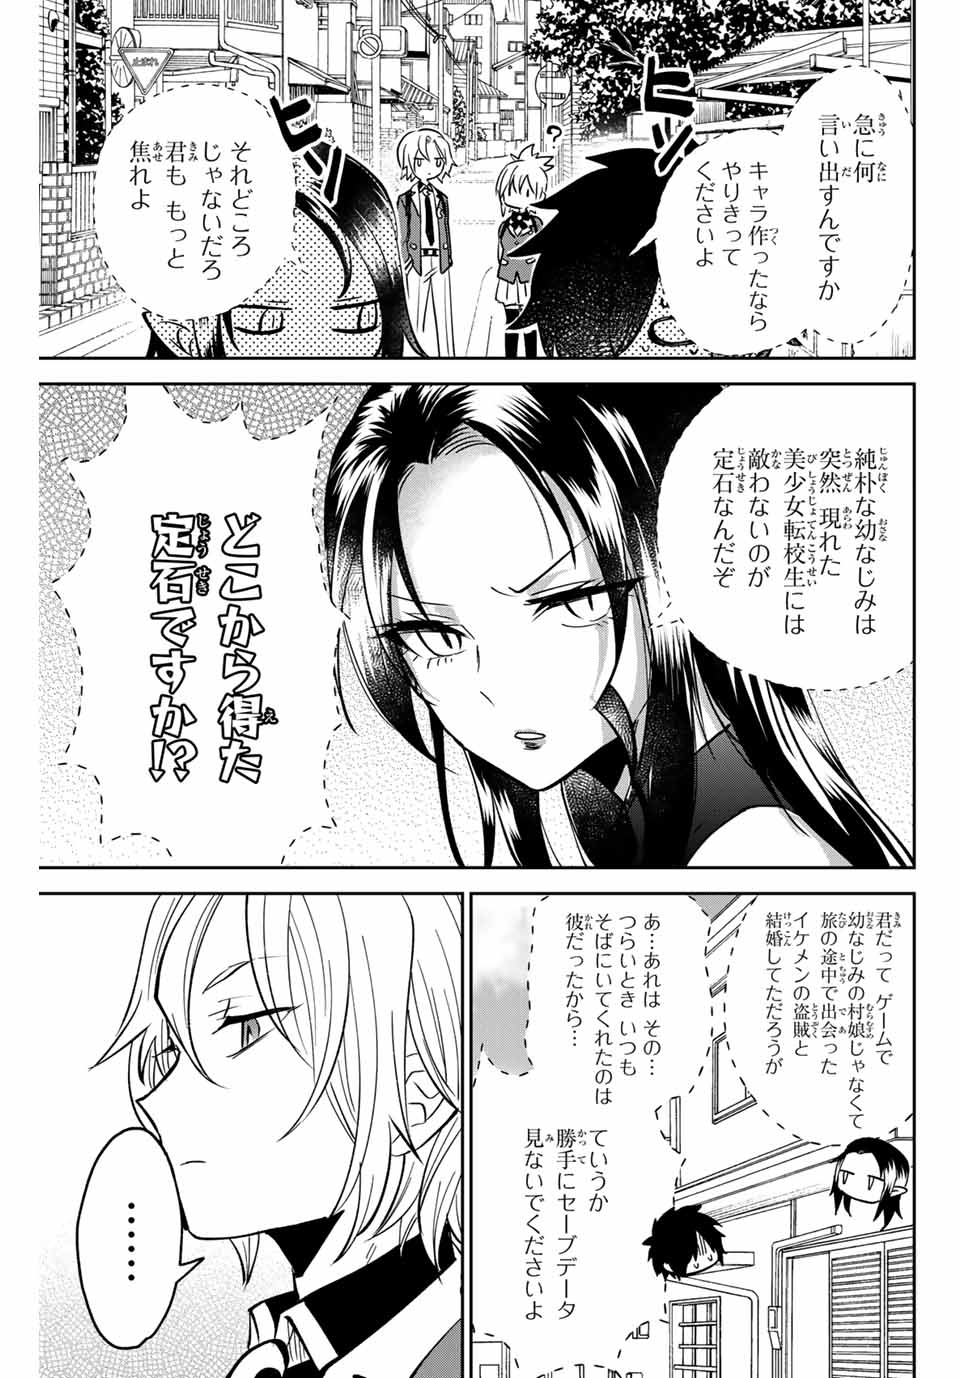 急に何
言い出すんですか
キャラ作ったなら
やりきって
くださいよ
ヒソ
ヒソ
?
止まれ
それどころ
じゃないだろ
君も もっと
焦れよ
純朴な幼なじみは
突然 現れた
美少女転校生には
敵わないのが
定石なんだぞ
どこから得た
定石ですか!?
君だって ゲームで
幼なじみの村娘じゃなくて
旅の途中で出会った
イケメンの盗賊と
結婚してただろうが
あ…あれは その…
つらいとき いつも
そばにいてくれたのは
彼だったから…
ていうか
勝手にセーブデータ
見ないでくださいよ
………